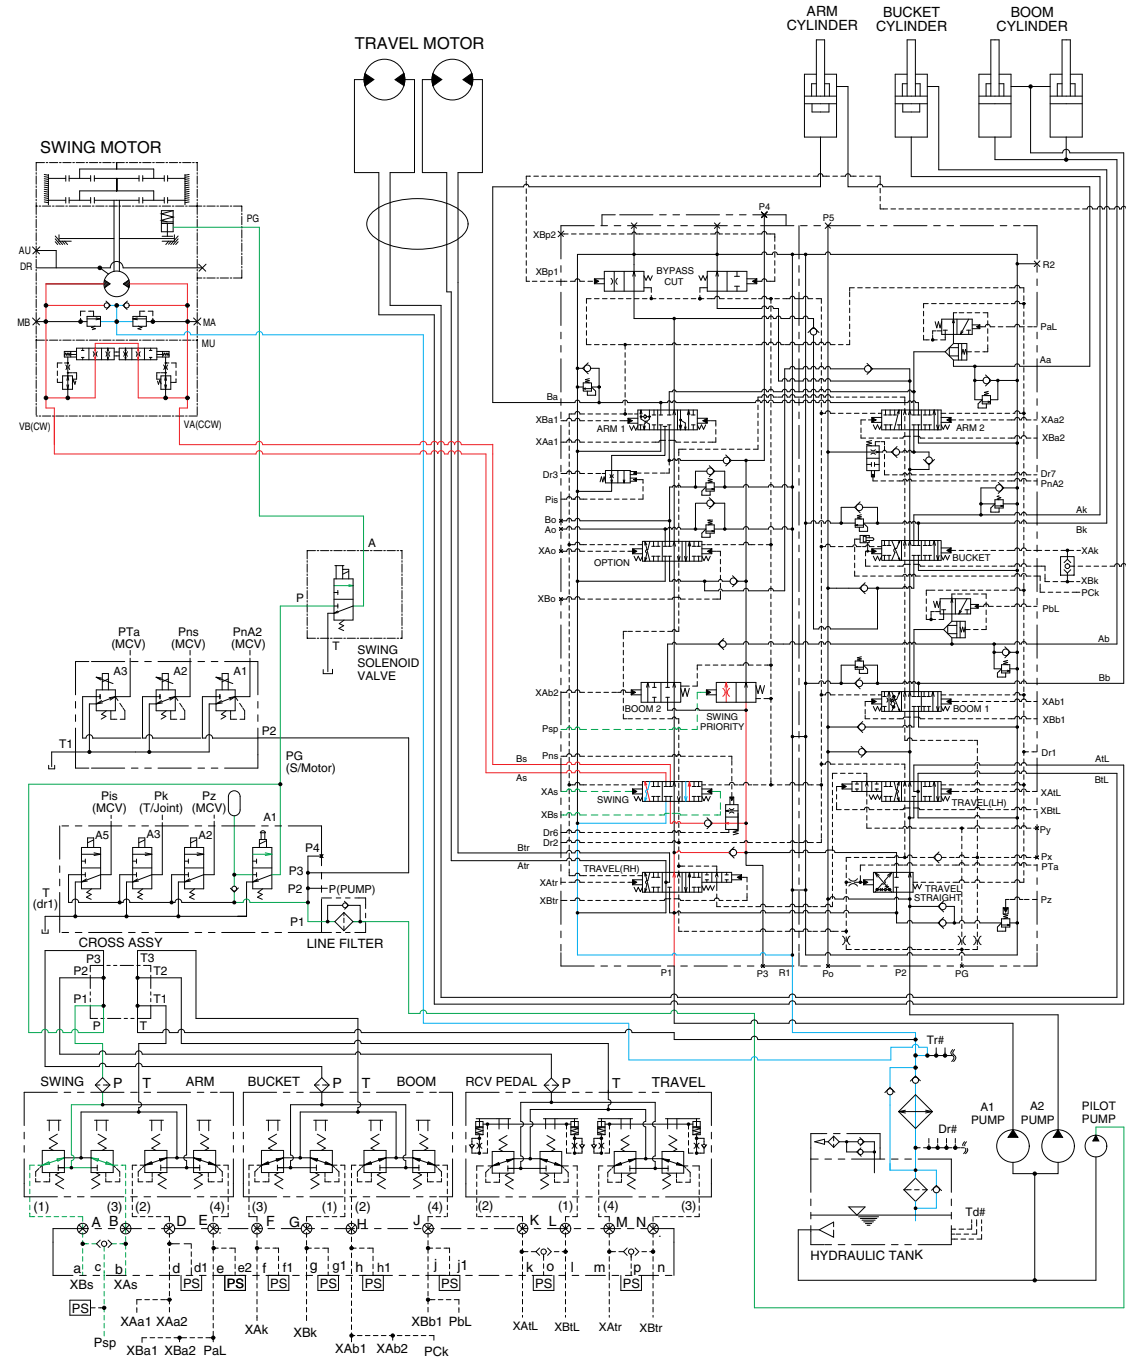 ARM
CYLINDER
BUCKET
CYLINDER
BOOM
CYLINDER
TRAVEL MOTOR
SWING MOTOR
PG
AU
DR
MB
MA
MU
VB(CW)
VA(CCW)
P4
P5
XBp2
XBp1
BYPASS
CUT
R2
PaL
Aa
Ba
XBa1
ARM 1
XAa1
XAa2
ARM 2
XBa2
Dr3
Pis
Dr7
PnA2
Bo
Ao
Ak
Bk
XAo
OPTION
XBo
BUCKET
XAk
XBk
PCk
PbL
Ab
Bb
A
P
T
SWING
SOLENOID
VALVE
XAb2
BOOM 2
SWING
PRIORITY
Psp
XAb1
BOOM 1
XBb1
PTa
(MCV)
Pns
(MCV)
PnA2
(MCV)
A3
A2
A1
T1
P2
PG
(S/Motor)
Pns
Bs
As
XAs
SWING
XBs
Dr6
Dr2
Dr1
AtL
BtL
XAtL
TRAVEL(LH)
XBtL
Py
Px
PTa
Btr
Atr
TRAVEL(RH)
XAtr
XBtr
TRAVEL
STRAIGHT
Pz
Pis
(MCV)
Pk
(T/Joint)
Pz
(MCV)
A5
A3
A2
A1
P4
P3
P2
P(PUMP)
P1
T
(dr1)
LINE FILTER
P1
P3
R1
Po
P2
PG
CROSS ASSY
P3
T3
P2
T2
P1
T1
P
T
SWING
P
T
ARM
BUCKET
P
T
BOOM
RCV PEDAL
P
T
TRAVEL
(1)
(3)
(2)
(4)
(3)
(1)
(2)
(4)
(2)
(1)
(4)
(3)
A
B
D
E
F
G
H
J
K
L
M
N
a
c
b
d
d1
e
e2
f
f1
g
g1
h
h1
j
j1
k
o
l
m
p
n
XBs
XAs
PS
PS
PS
PS
PS
PS
PS
PS
PS
Psp
XAa1
XAa2
XBa1
XBa2
PaL
XAk
XBk
XAb1
XAb2
PCk
XBb1
PbL
XAtL
XBtL
XAtr
XBtr
Tr#
Dr#
Td#
A1
PUMP
A2
PUMP
PILOT
PUMP
HYDRAULIC TANK